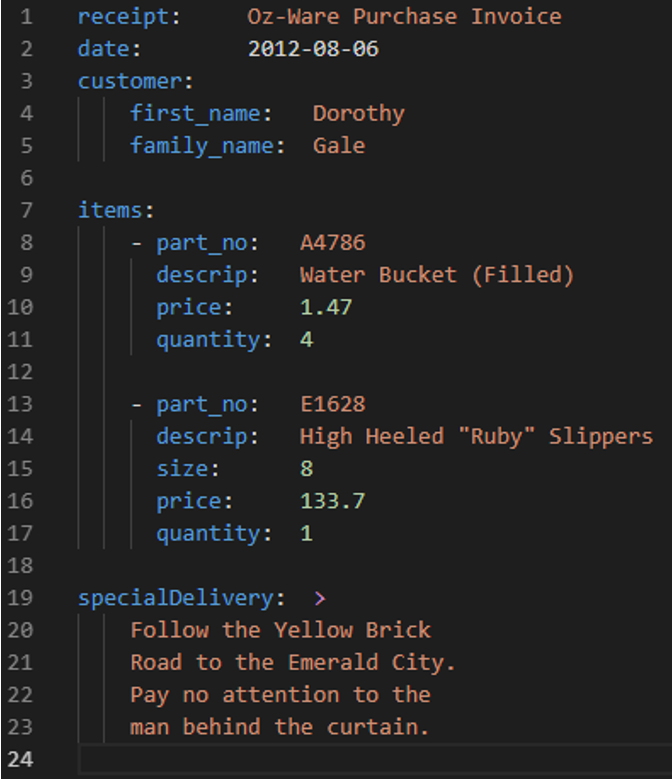 1 receipt: Oz-Ware Purchase Invoice
2 date: 2012-08-06
3 customer:
4 first_name: Dorothy
5 family_name: Gale
6
7 items:
8 - part_no: A4786
9 descrip: Water Bucket (Filled)
10 price: 1.47
11 quantity: 4
12
13 - part_no: E1628
14 descrip: High Heeled "Ruby" Slippers
15 size: 8
16 price: 133.7
17 quantity: 1
18
19 specialDelivery: >
20 Follow the Yellow Brick
21 Road to the Emerald City.
22 Pay no attention to the
23 man behind the curtain.
24